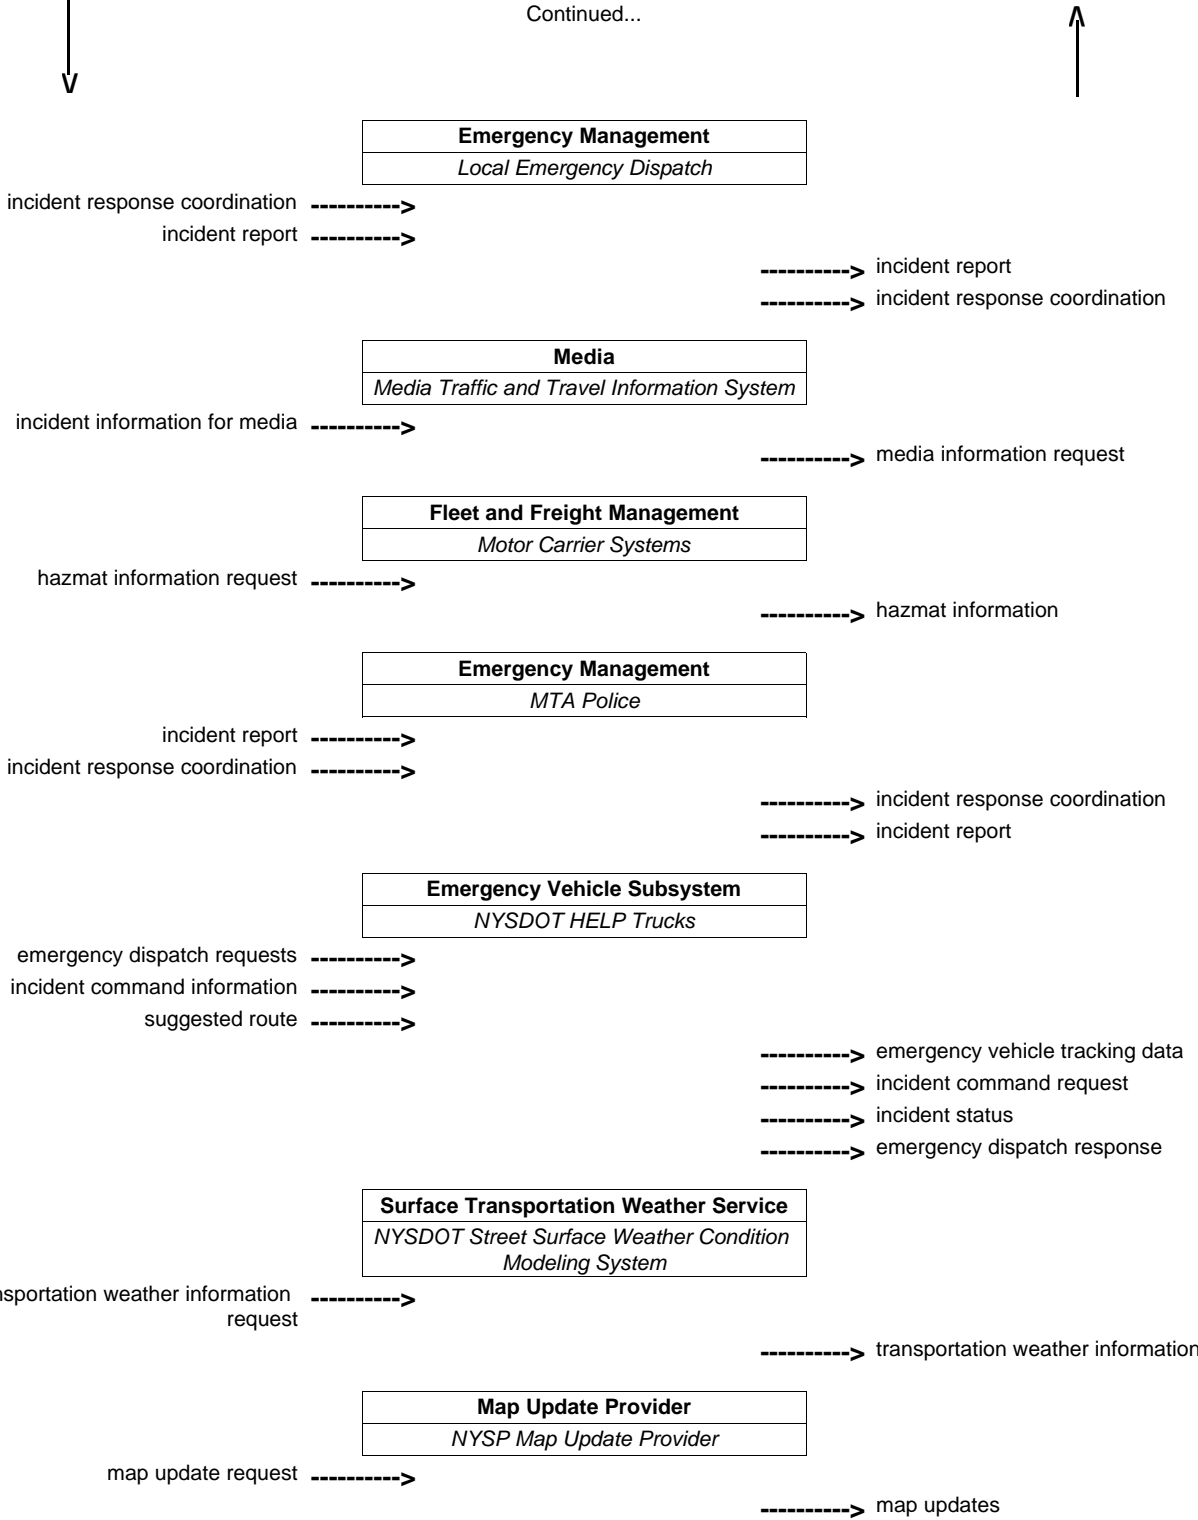 Continued...
Emergency Management
Local Emergency Dispatch
incident response coordination
incident report
incident report
incident response coordination
Media
Media Traffic and Travel Information System
incident information for media
media information request
Fleet and Freight Management
Motor Carrier Systems
hazmat information request
hazmat information
Emergency Management
MTA Police
incident report
incident response coordination
incident response coordination
incident report
Emergency Vehicle Subsystem
NYSDOT HELP Trucks
emergency dispatch requests
incident command information
suggested route
emergency vehicle tracking data
incident command request
incident status
emergency dispatch response
Surface Transportation Weather Service
NYSDOT Street Surface Weather Condition
Modeling System
nsportation weather information
request
transportation weather information
Map Update Provider
NYSP Map Update Provider
map update request
map updates